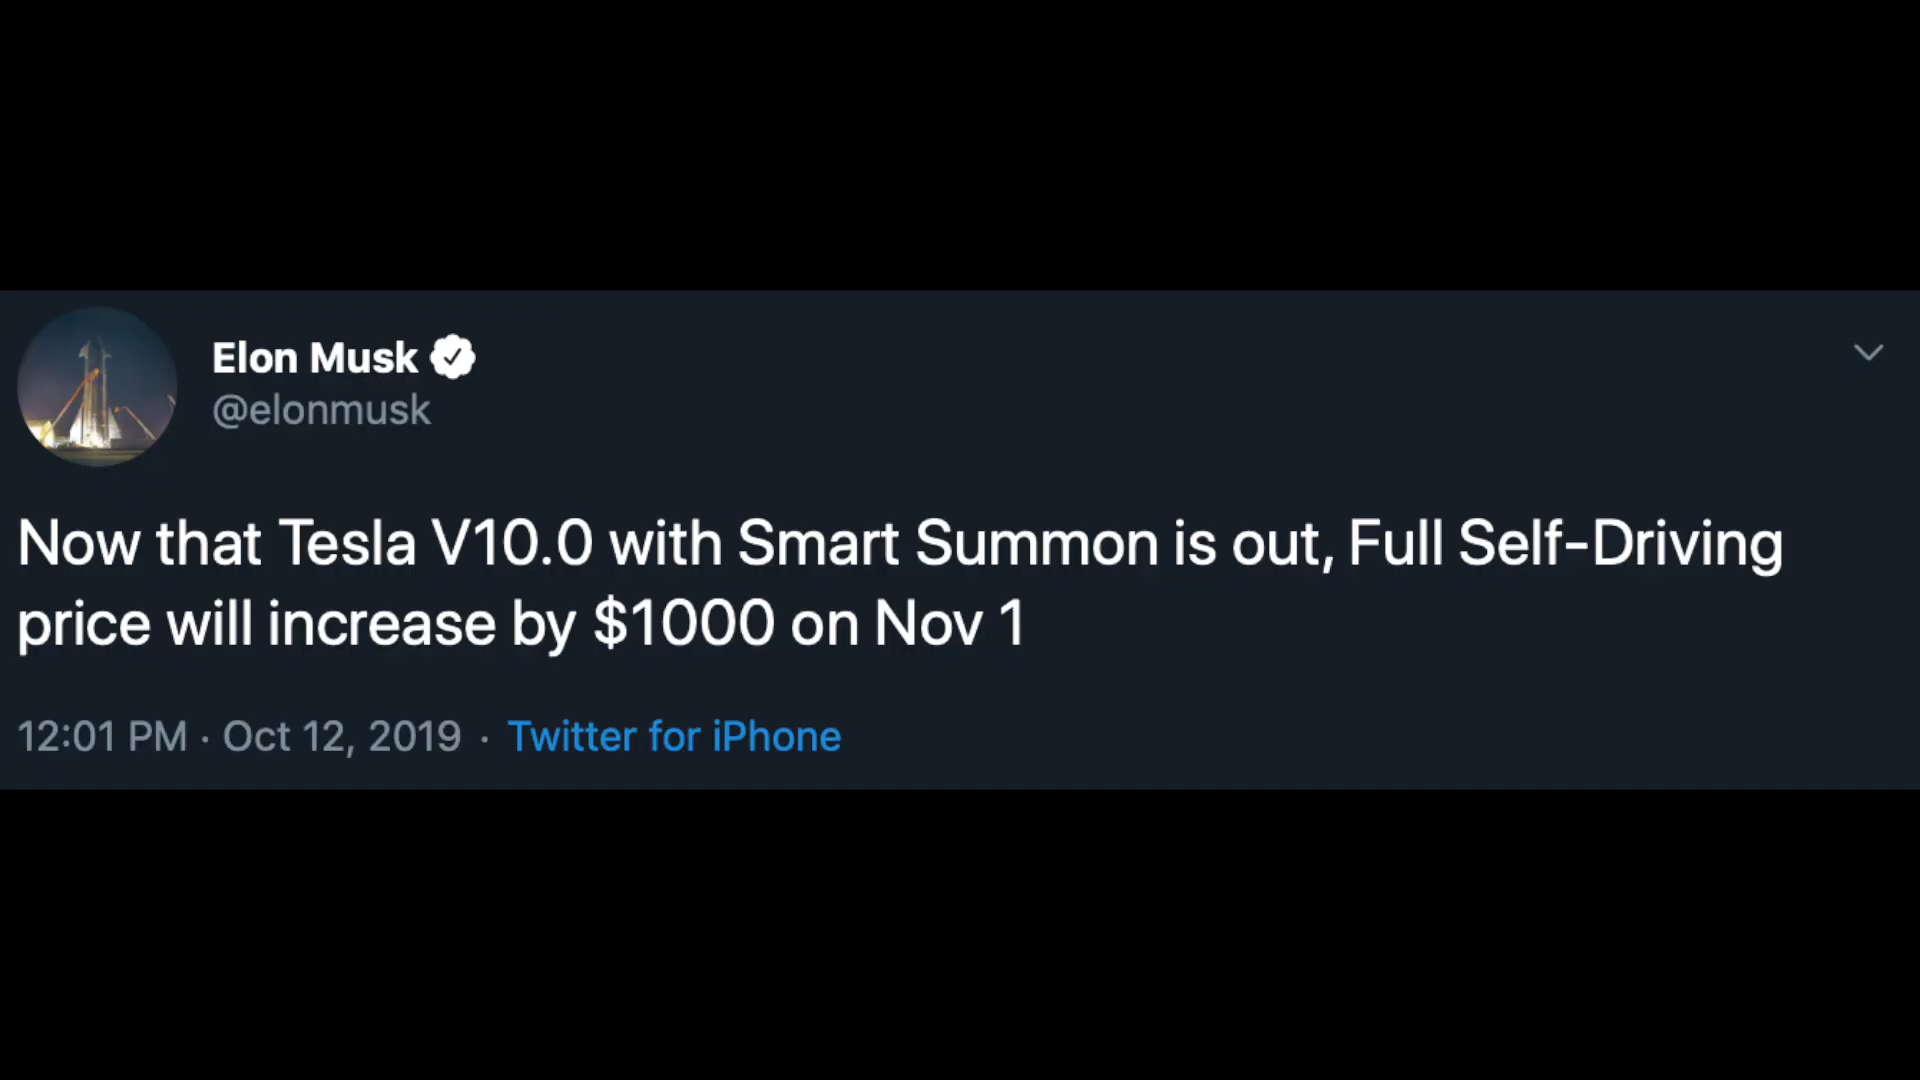 Elon Musk
@elonmusk
Now that Tesla V10.0 with Smart Summon is out, Full Self-Driving
price will increase by $1000 on Nov 1
12:01 PM · Oct 12, 2019 · Twitter for iPhone